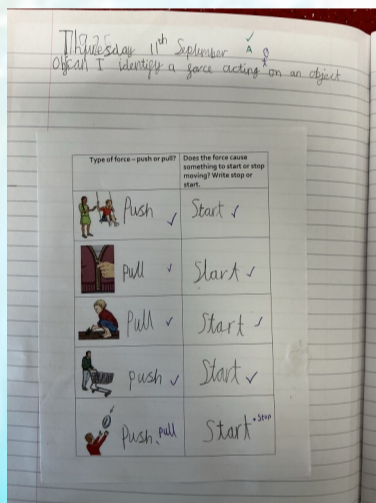 Thursday 11th September A
Obj can I identify a force acting on an object
Type of force – push or pull?
Does the force cause
something to start or stop
moving? Write stop or
start.
Push Start
pull Start
Pull Start
push Start
Push, pull Start + Stop